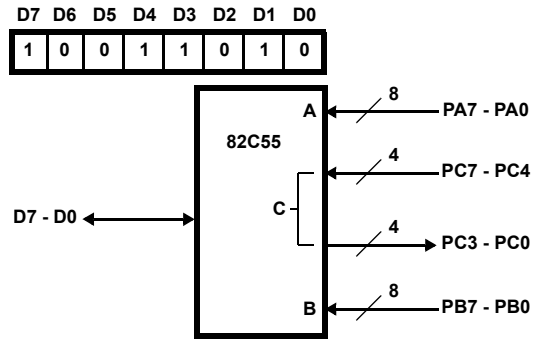 D7 D6 D5 D4 D3 D2 D1 D0
1 0 0 1 1 0 1 0
8
A PA7 - PA0
82C55
4
PC7 - PC4
C
D7 - D0
4
PC3 - PC0
8
B PB7 - PB0